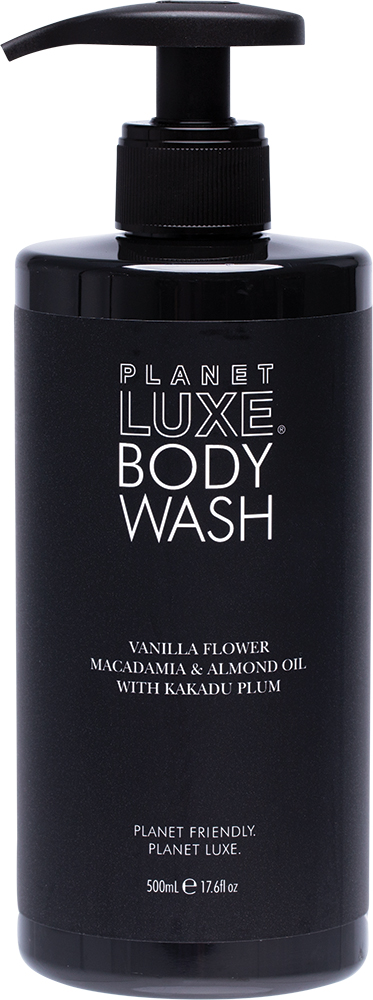 PLANET
LUXE®
BODY
WASH
VANILLA FLOWER
MACADAMIA & ALMOND OIL
WITH KAKADU PLUM
PLANET FRIENDLY.
PLANET LUXE.
500mL ℮ 17.6fl oz